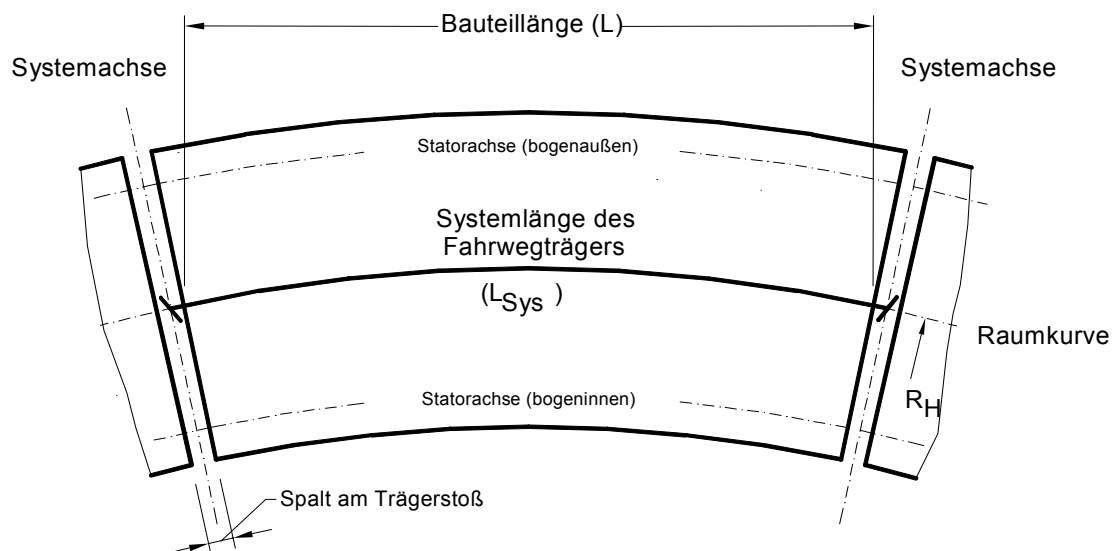 Bauteillänge (L)
Systemachse
Systemachse
Statorachse (bogenaußen)
Systemlänge des
Fahrwegträgers
(LSys )
Raumkurve
RH
Statorachse (bogeninnen)
Spalt am Trägerstoß